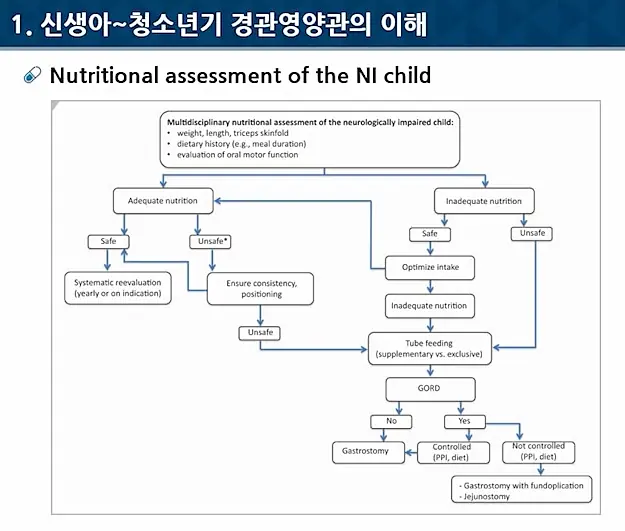 1. 신생아~청소년기 경관영양관의 이해
Nutritional assessment of the NI child
Multidisciplinary nutritional assessment of the neurologically impaired child:
• weight, length, triceps skinfold
• dietary history (e.g., meal duration)
• evaluation of oral motor function
Adequate nutrition
Inadequate nutrition
Safe
Unsafe*
Safe
Unsafe
Systematic reevaluation
(yearly or on indication)
Ensure consistency,
positioning
Optimize intake
Inadequate nutrition
Unsafe
Tube feeding
(supplementary vs. exclusive)
GORD
No
Yes
Gastrostomy
Controlled
(PPI, diet)
Not controlled
(PPI, diet)
- Gastrostomy with fundoplication
- Jejunostomy